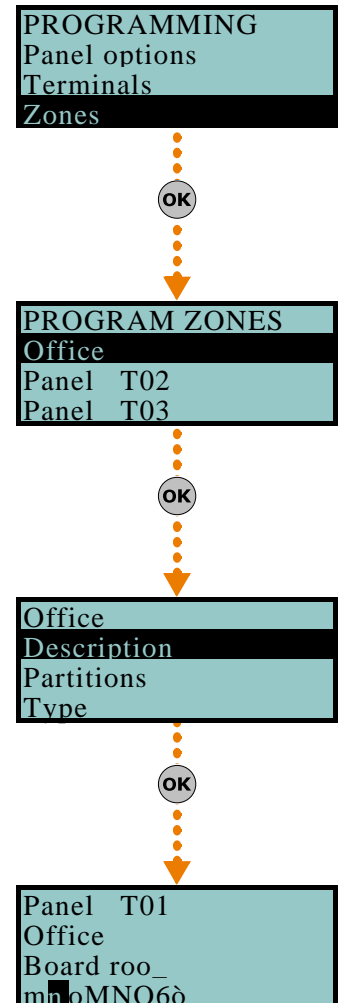 PROGRAMMING
Panel options
Terminals
Zones
OK
PROGRAM ZONES
Office
Panel T02
Panel T03
OK
Office
Description
Partitions
Type
OK
Panel T01
Office
Board roo_
mnoMNO6ò